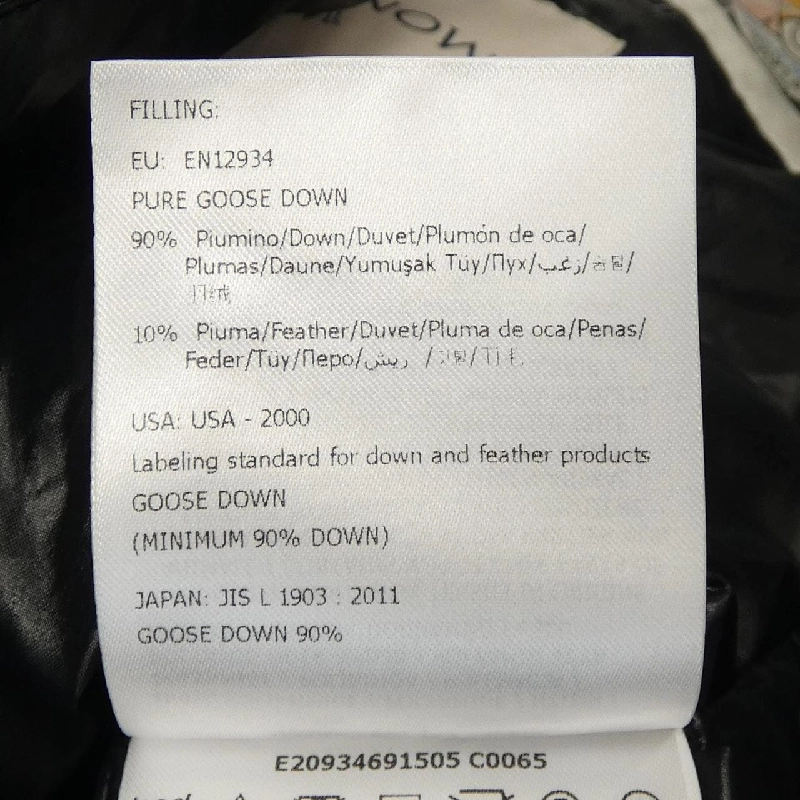 MON
FILLING:
EU: EN12934
PURE GOOSE DOWN
90% Piumino/Down/Duvet/Plumón de oca/
Plumas/Daune/Yumuşak Tüy/Пух/زغب/
10% Piuma/Feather/Duvet/Pluma de oca/Penas/
Feder/Tüy/Перо/ريش /
USA: USA - 2000
Labeling standard for down and feather products
GOOSE DOWN
(MINIMUM 90% DOWN)
JAPAN: JIS L 1903 : 2011
GOOSE DOWN 90%
E20934691505 C0065